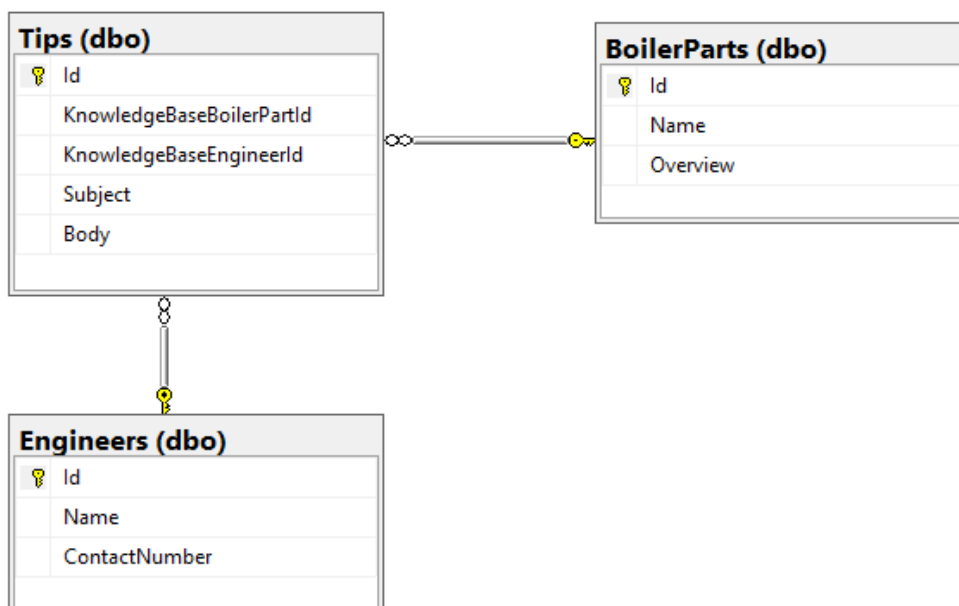 Tips (dbo)
Id
KnowledgeBaseBoilerPartId
KnowledgeBaseEngineerId
Subject
Body
BoilerParts (dbo)
Id
Name
Overview
Engineers (dbo)
Id
Name
ContactNumber